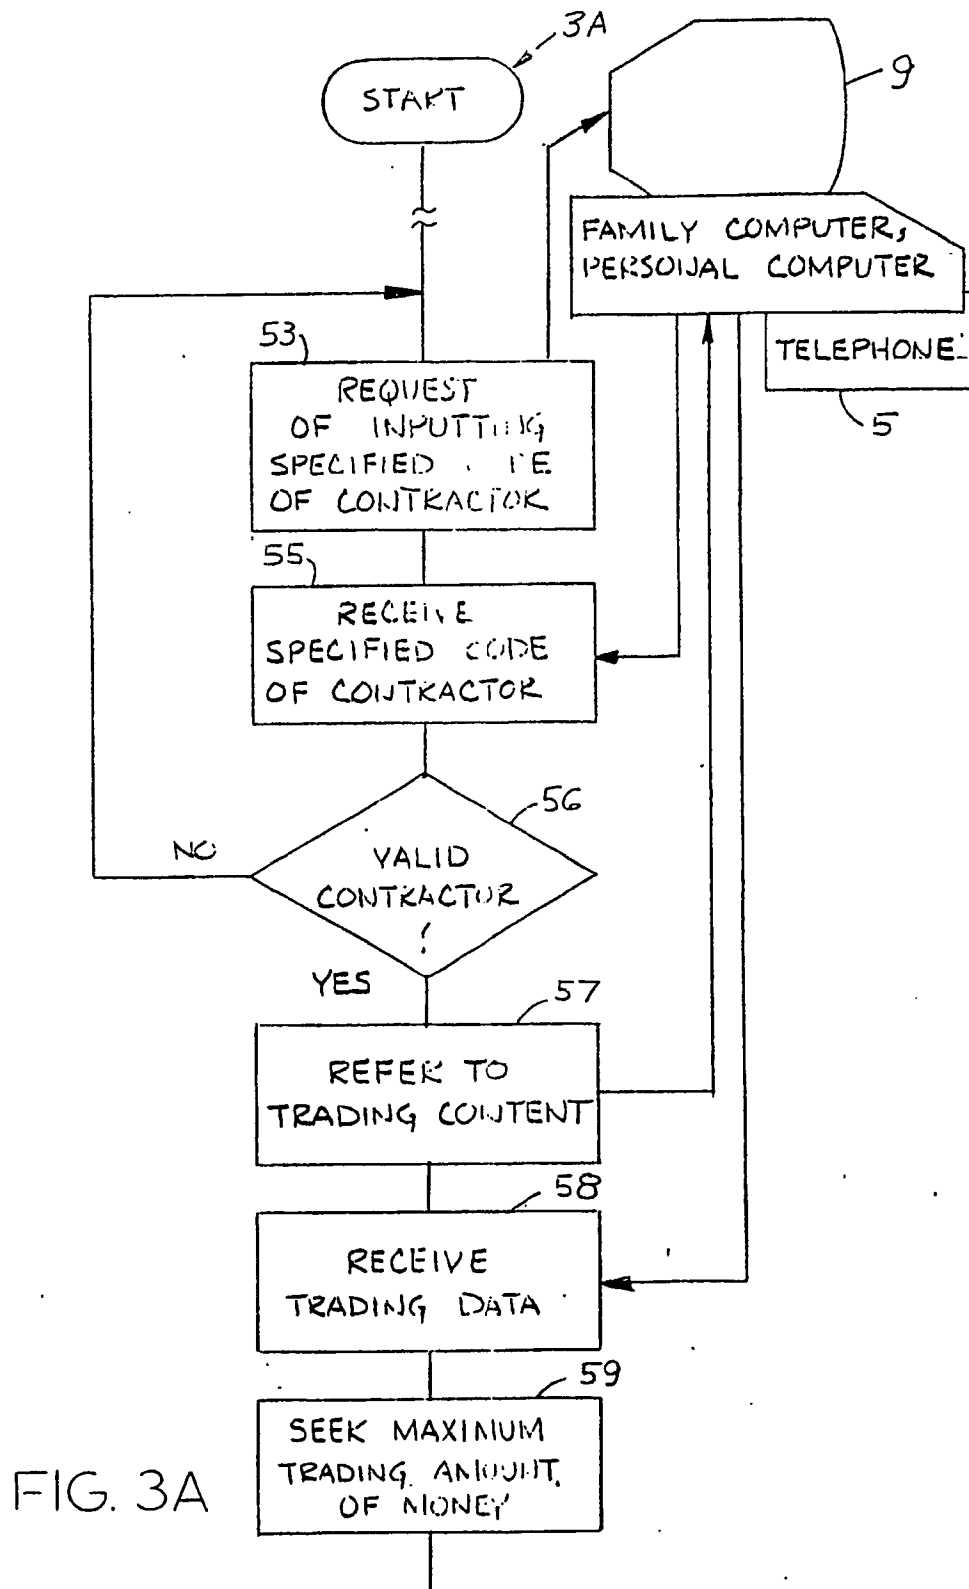 3A
START
9
FAMILY COMPUTER,
PERSONAL COMPUTER
TELEPHONE
5
53
REQUEST
OF INPUTTING
SPECIFIED
OF CONTRACTOR
55
RECEIVE
SPECIFIED CODE
OF CONTRACTOR
56
NO
VALID
CONTRACTOR
?
YES
57
REFER TO
TRADING CONTENT
58
RECEIVE
TRADING DATA
59
SEEK MAXIMUM
TRADING AMOUNT
OF MONEY
FIG. 3A